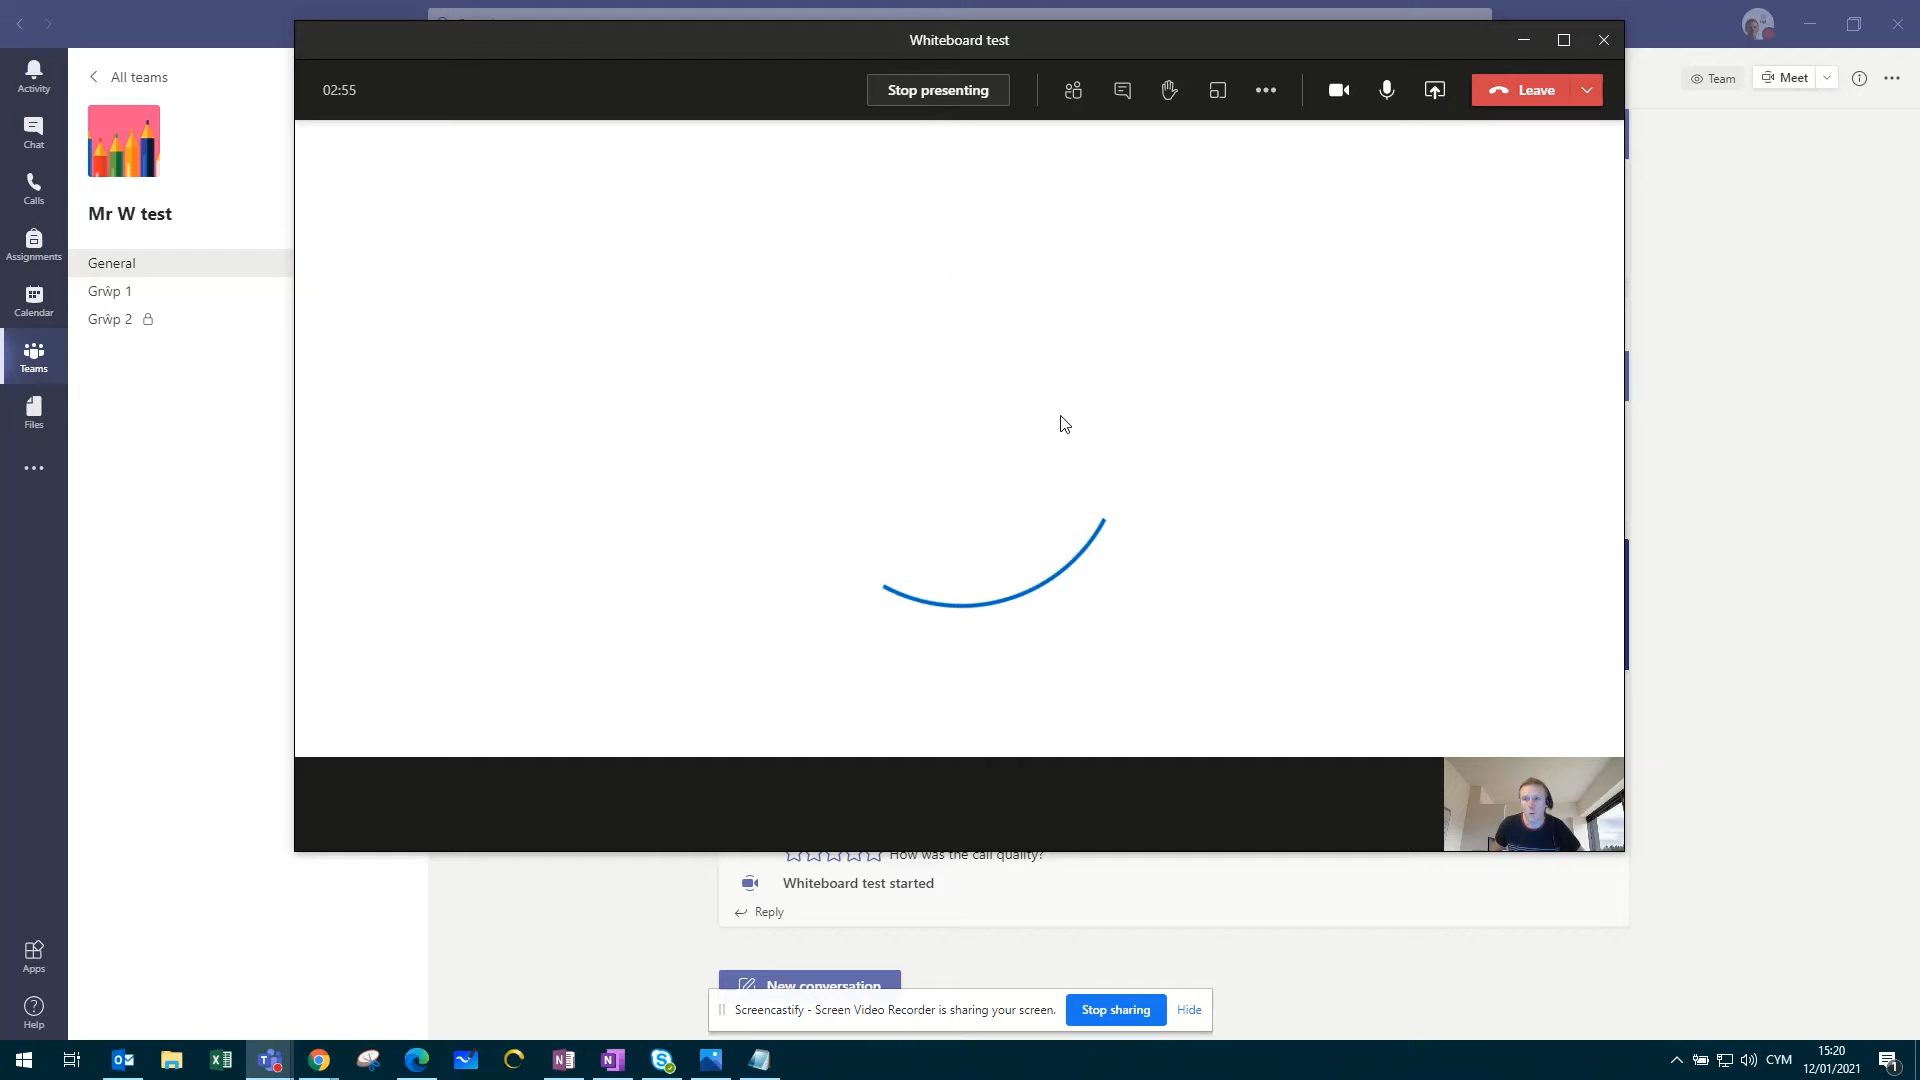 Whiteboard test
02:55
Stop presenting
Leave
Team
Meet
Activity
Chat
Calls
Assignments
Calendar
Teams
Files
Apps
Help
All teams
Mr W test
General
Grŵp 1
Grŵp 2
How was the call quality?
Whiteboard test started
Reply
New conversation
Screencastify - Screen Video Recorder is sharing your screen.
Stop sharing
Hide
CYM
15:20
12/01/2021
1